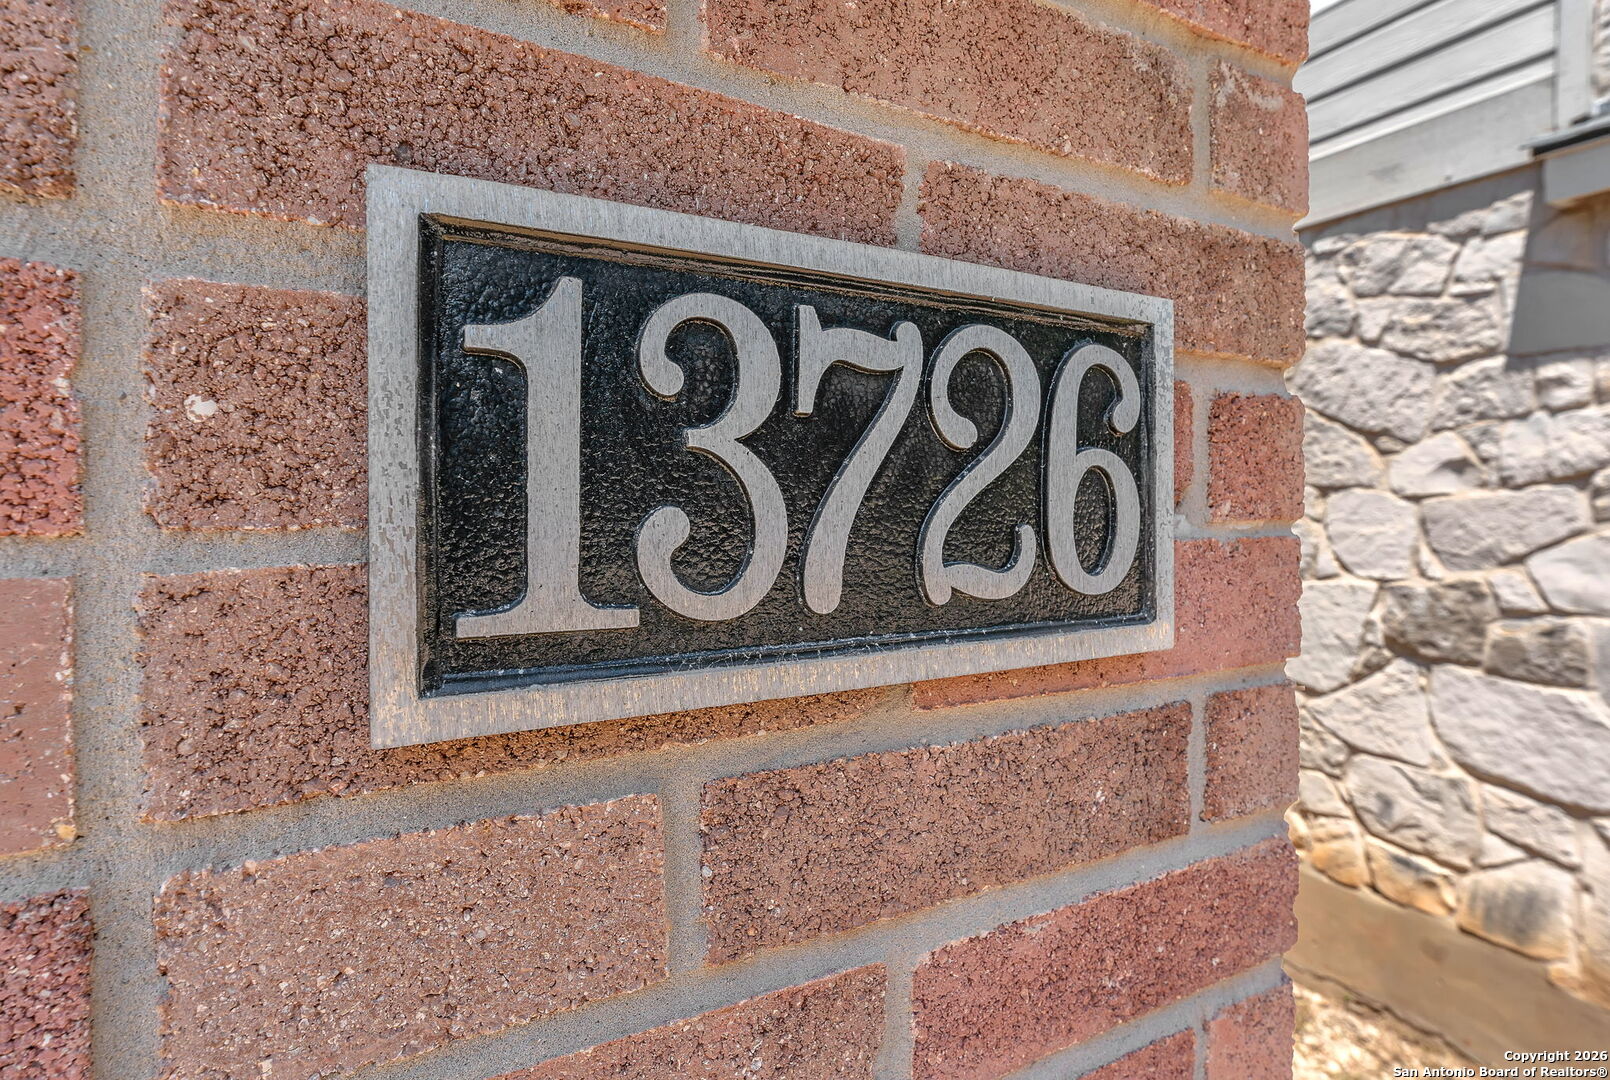 13726
Copyright 2026
San Antonio Board of Realtors®